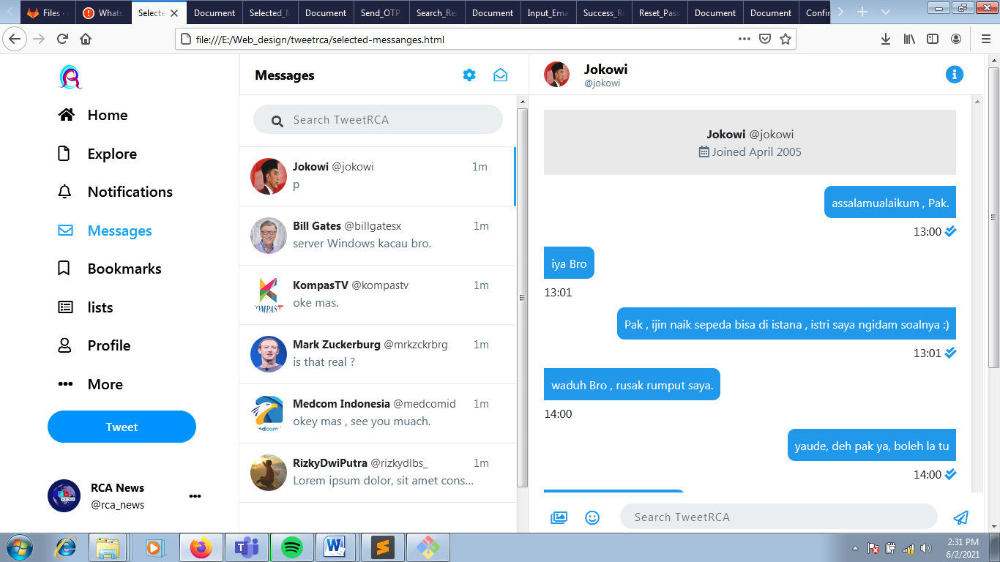 Files -
Whats
Selecte
Document
Selected_M
Document
Send_OTP
Search_Res
Document
Input_Ema
Success_R
Reset_Pass
Document
Document
Confir
file:///E:/Web_design/tweetrca/selected-messanges.html
Home
Explore
Notifications
Messages
Bookmarks
lists
Profile
More
Tweet
RCA News
@rca_news
Messages
Search TweetRCA
Jokowi @jokowi 1m
p
Bill Gates @billgatesx 1m
server Windows kacau bro.
KompasTV @kompastv 1m
oke mas.
Mark Zuckerburg @mrkzckrbrg 1m
is that real ?
Medcom Indonesia @medcomid 1m
okey mas , see you muach.
RizkyDwiPutra @rizkydlbs_ 1m
Lorem ipsum dolor, sit amet cons...
Jokowi
@jokowi
Jokowi @jokowi
Joined April 2005
assalamualaikum , Pak.
13:00
iya Bro
13:01
Pak , ijin naik sepeda bisa di istana , istri saya ngidam soalnya :)
13:01
waduh Bro , rusak rumput saya.
14:00
yaude, deh pak ya, boleh la tu
14:00
Search TweetRCA
2:31 PM
6/2/2021